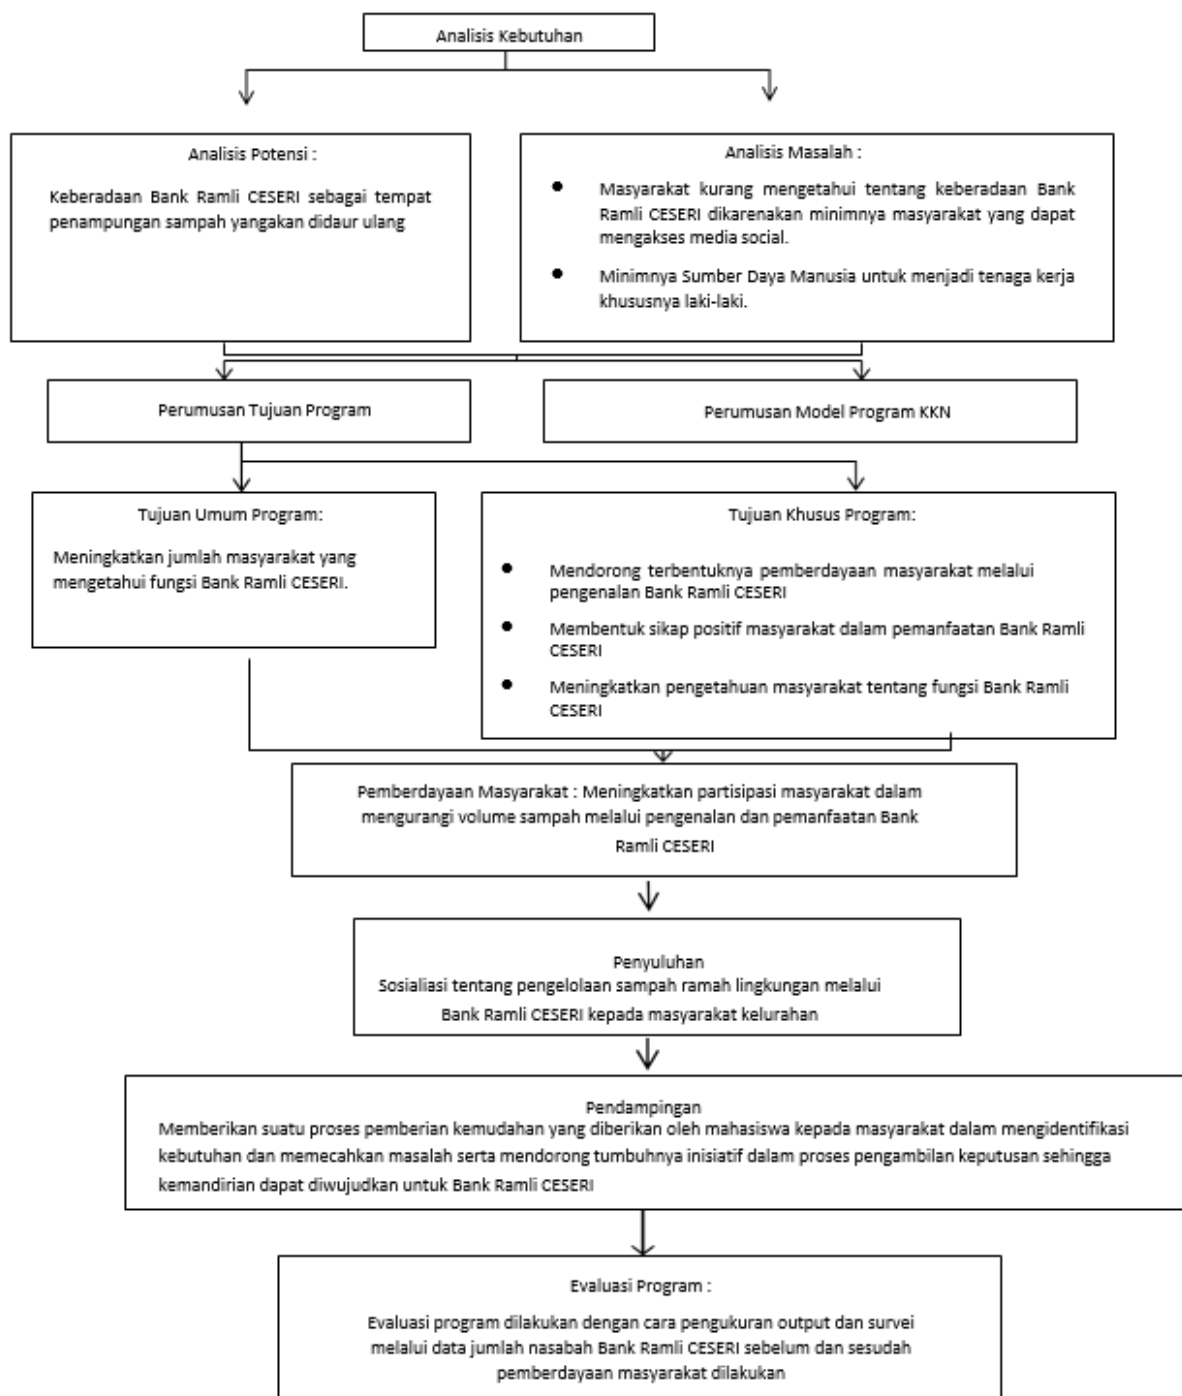 Analisis Kebutuhan
Analisis Potensi :
Keberadaan Bank Ramli CESERI sebagai tempat
penampungan sampah yangakan didaur ulang
Analisis Masalah :
● Masyarakat kurang mengetahui tentang keberadaan Bank
Ramli CESERI dikarenakan minimnya masyarakat yang dapat
mengakses media social.
● Minimnya Sumber Daya Manusia untuk menjadi tenaga kerja
khususnya laki-laki.
Perumusan Tujuan Program
Perumusan Model Program KKN
Tujuan Umum Program:
Meningkatkan jumlah masyarakat yang
mengetahui fungsi Bank Ramli CESERI.
Tujuan Khusus Program:
● Mendorong terbentuknya pemberdayaan masyarakat melalui
pengenalan Bank Ramli CESERI
● Membentuk sikap positif masyarakat dalam pemanfaatan Bank Ramli
CESERI
● Meningkatkan pengetahuan masyarakat tentang fungsi Bank Ramli
CESERI
Pemberdayaan Masyarakat : Meningkatkan partisipasi masyarakat dalam
mengurangi volume sampah melalui pengenalan dan pemanfaatan Bank
Ramli CESERI
Penyuluhan
Sosialiasi tentang pengelolaan sampah ramah lingkungan melalui
Bank Ramli CESERI kepada masyarakat kelurahan
Pendampingan
Memberikan suatu proses pemberian kemudahan yang diberikan oleh mahasiswa kepada masyarakat dalam mengidentifikasi
kebutuhan dan memecahkan masalah serta mendorong tumbuhnya inisiatif dalam proses pengambilan keputusan sehingga
kemandirian dapat diwujudkan untuk Bank Ramli CESERI
Evaluasi Program :
Evaluasi program dilakukan dengan cara pengukuran output dan survei
melalui data jumlah nasabah Bank Ramli CESERI sebelum dan sesudah
pemberdayaan masyarakat dilakukan